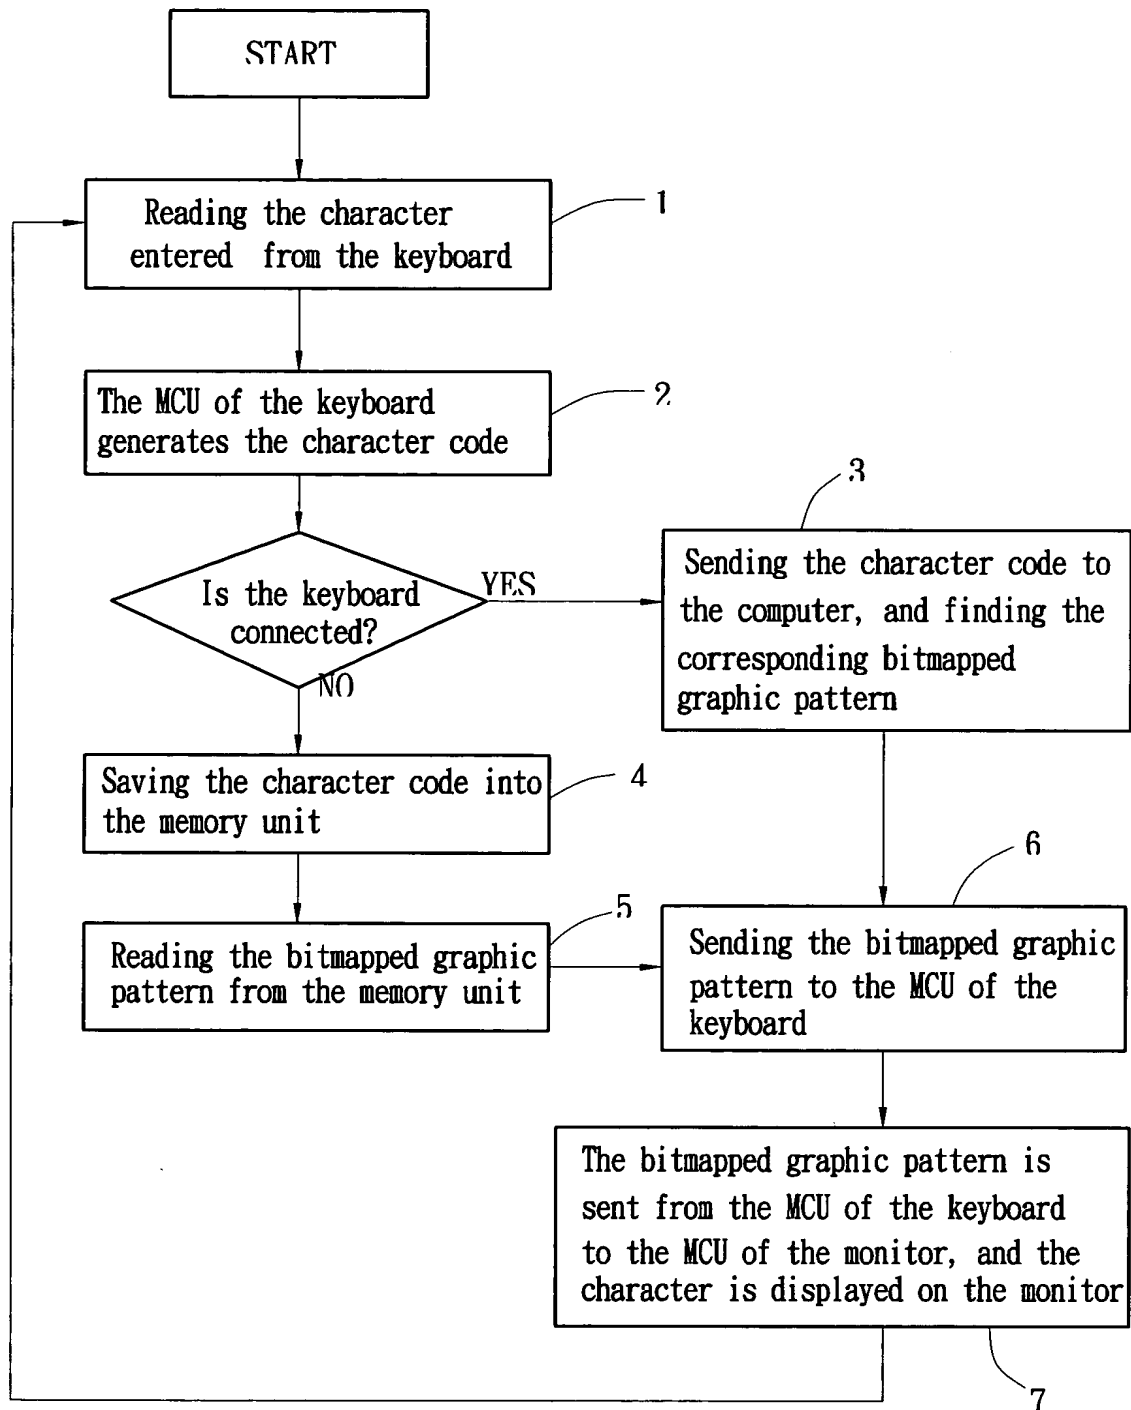 START
Reading the character
entered from the keyboard
1
The MCU of the keyboard
generates the character code
2
Is the keyboard
connected?
YES
NO
3
Sending the character code to
the computer, and finding the
corresponding bitmapped
graphic pattern
Saving the character code into
the memory unit
4
Reading the bitmapped graphic
pattern from the memory unit
5
6
Sending the bitmapped graphic
pattern to the MCU of the
keyboard
The bitmapped graphic pattern is
sent from the MCU of the keyboard
to the MCU of the monitor, and the
character is displayed on the monitor
7